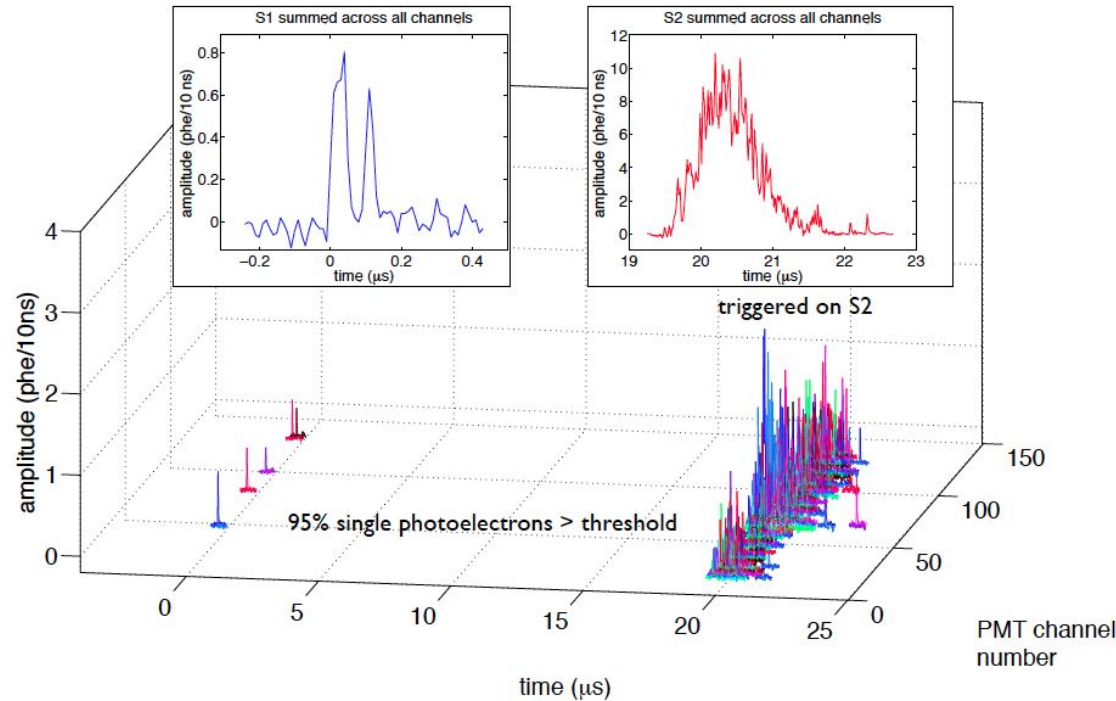 S1 summed across all channels
amplitude (phe/10 ns)
0.8
0.6
0.4
0.2
0
−0.2 0 0.2 0.4
time (μs)
S2 summed across all channels
amplitude (phe/10 ns)
12
10
8
6
4
2
0
19 20 21 22 23
time (μs)
triggered on S2
amplitude (phe/10ns)
4
3
2
1
0
95% single photoelectrons > threshold
0 5 10 15 20 25
time (μs)
150
100
50
0
PMT channel
number